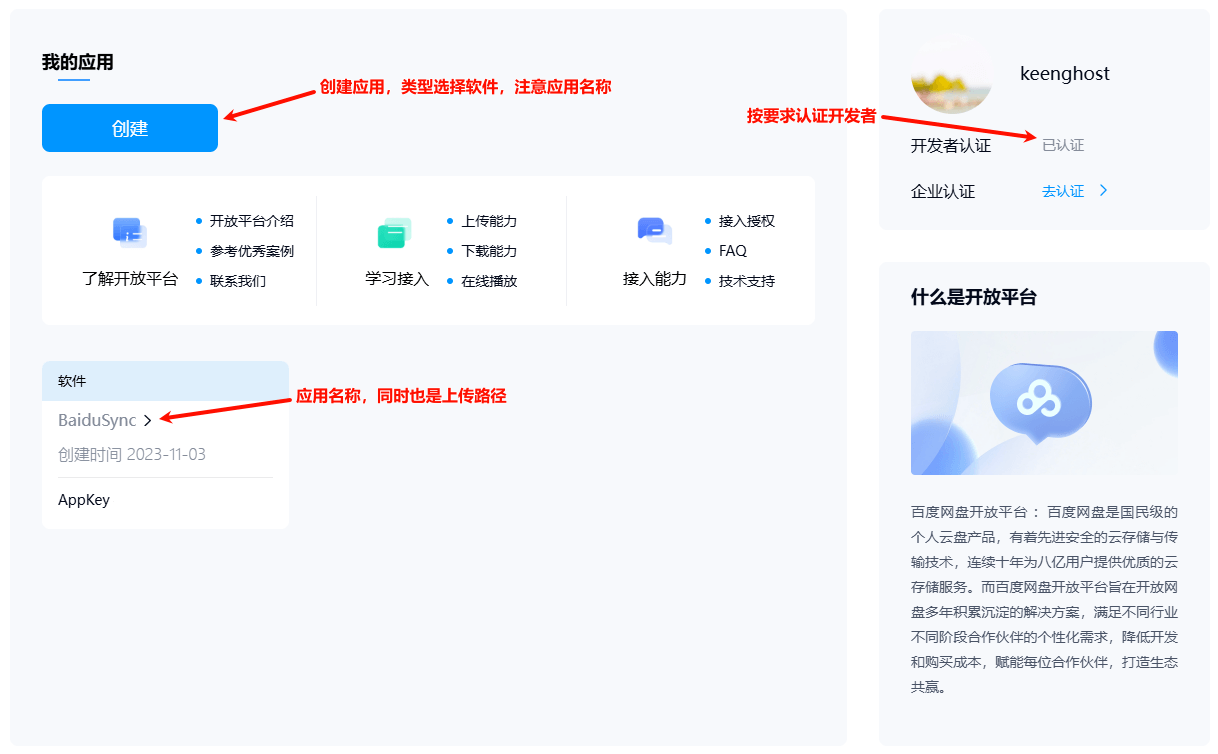 我的应用
创建应用，类型选择软件，注意应用名称
创建
了解开放平台
开放平台介绍
参考优秀案例
联系我们
学习接入
上传能力
下载能力
在线播放
接入能力
接入授权
FAQ
技术支持
软件
BaiduSync
应用名称，同时也是上传路径
创建时间 2023-11-03
AppKey
keenghost
按要求认证开发者
开发者认证 已认证
企业认证 去认证
什么是开放平台
百度网盘开放平台 ：百度网盘是国民级的
个人云盘产品，有着先进安全的云存储与传
输技术，连续十年为八亿用户提供优质的云
存储服务。而百度网盘开放平台旨在开放网
盘多年积累沉淀的解决方案，满足不同行业
不同阶段合作伙伴的个性化需求，降低开发
和购买成本，赋能每位合作伙伴，打造生态
共赢。